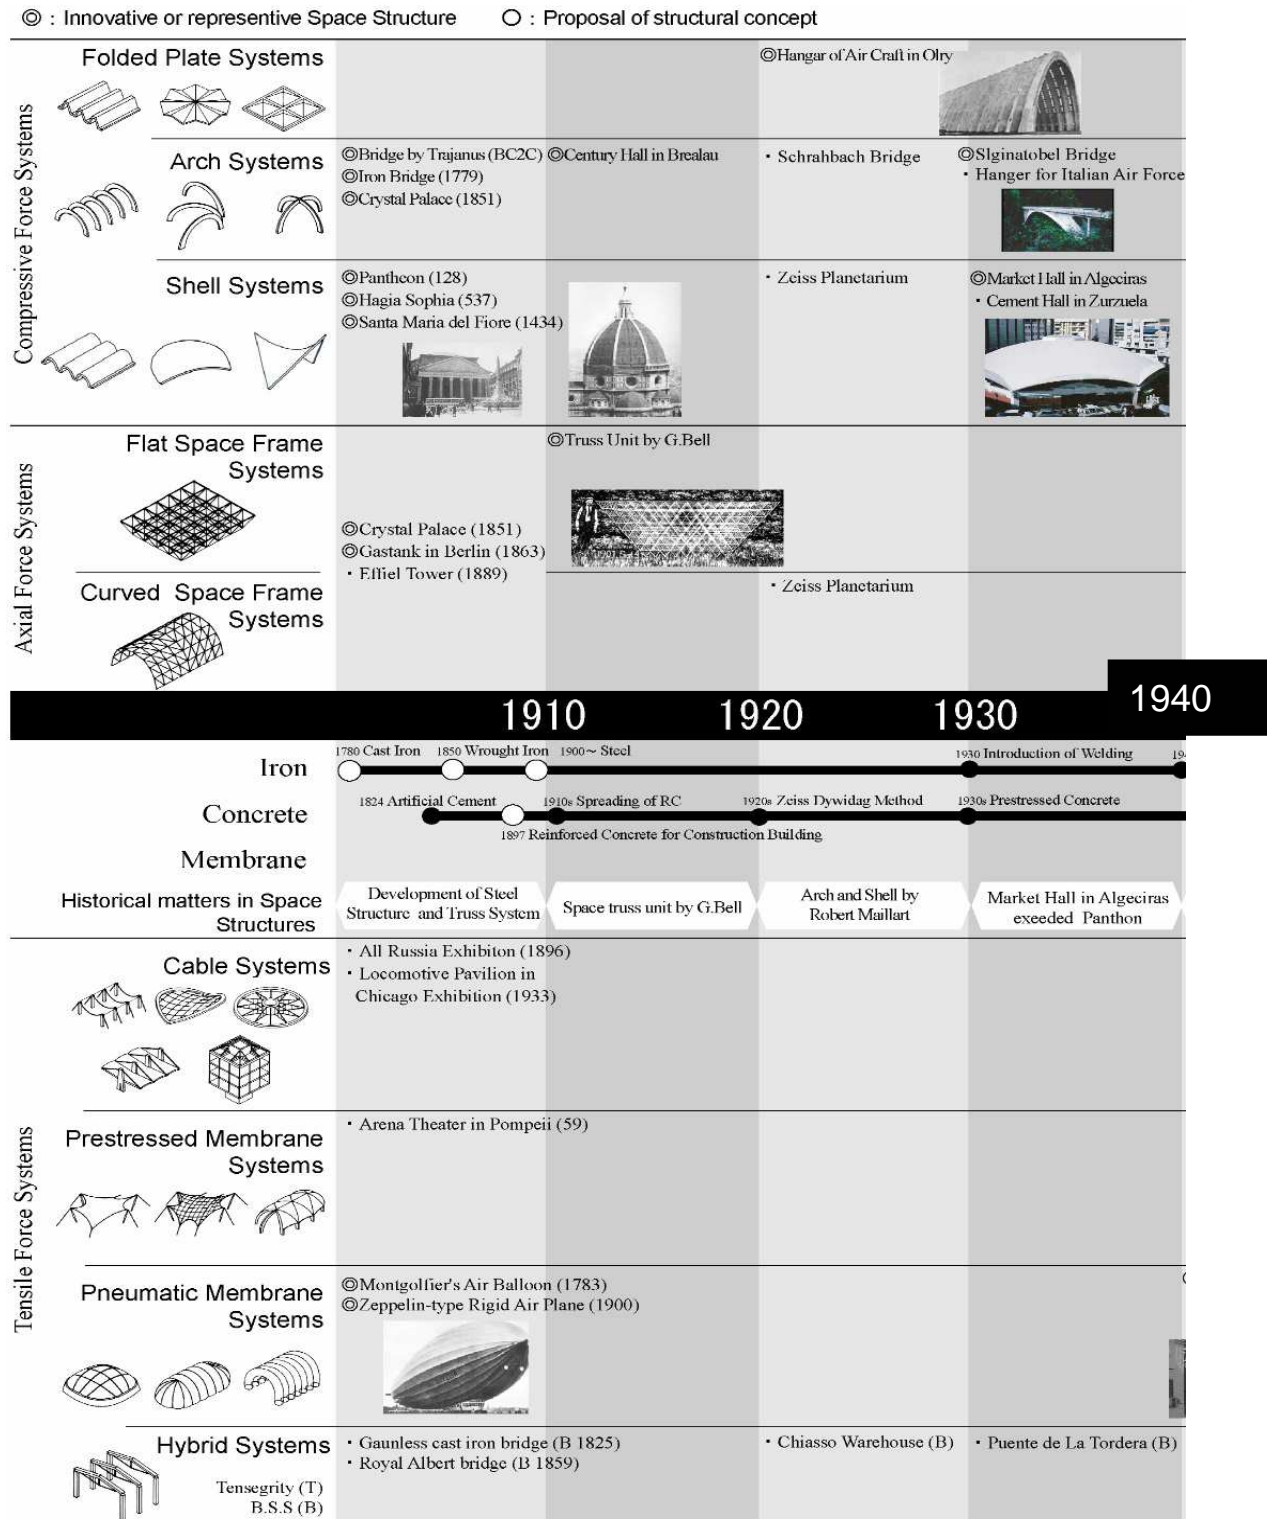 ◎ : Innovative or representive Space Structure ○ : Proposal of structural concept
Compressive Force Systems
Folded Plate Systems
◎Hangar of Air Craft in Olry
Arch Systems
◎Bridge by Trajanus (BC2C)
◎Iron Bridge (1779)
◎Crystal Palace (1851)
◎Century Hall in Brealau
・Schrahbach Bridge
◎Slginatobel Bridge
・Hanger for Italian Air Force
Shell Systems
◎Pantheon (128)
◎Hagia Sophia (537)
◎Santa Maria del Fiore (1434)
・Zeiss Planetarium
◎Market Hall in Algeciras
・Cement Hall in Zurzuela
Axial Force Systems
Flat Space Frame
Systems
◎Truss Unit by G.Bell
◎Crystal Palace (1851)
◎Gastank in Berlin (1863)
・Effiel Tower (1889)
Curved Space Frame
Systems
・Zeiss Planetarium
1910 1920 1930 1940
Iron
1780 Cast Iron 1850 Wrought Iron 1900~ Steel 1930 Introduction of Welding
Concrete
1824 Artificial Cement 1910s Spreading of RC 1920s Zeiss Dywidag Method 1930s Prestressed Concrete
1897 Reinforced Concrete for Construction Building
Membrane
Historical matters in Space
Structures
Development of Steel
Structure and Truss System
Space truss unit by G.Bell
Arch and Shell by
Robert Maillart
Market Hall in Algeciras
exeeded Panthon
Tensile Force Systems
Cable Systems
・All Russia Exhibiton (1896)
・Locomotive Pavilion in
Chicago Exhibition (1933)
Prestressed Membrane
Systems
・Arena Theater in Pompeii (59)
Pneumatic Membrane
Systems
◎Montgolfier's Air Balloon (1783)
◎Zeppelin-type Rigid Air Plane (1900)
Hybrid Systems
Tensegrity (T)
B.S.S (B)
・Gaunless cast iron bridge (B 1825)
・Royal Albert bridge (B 1859)
・Chiasso Warehouse (B)
・Puente de La Tordera (B)